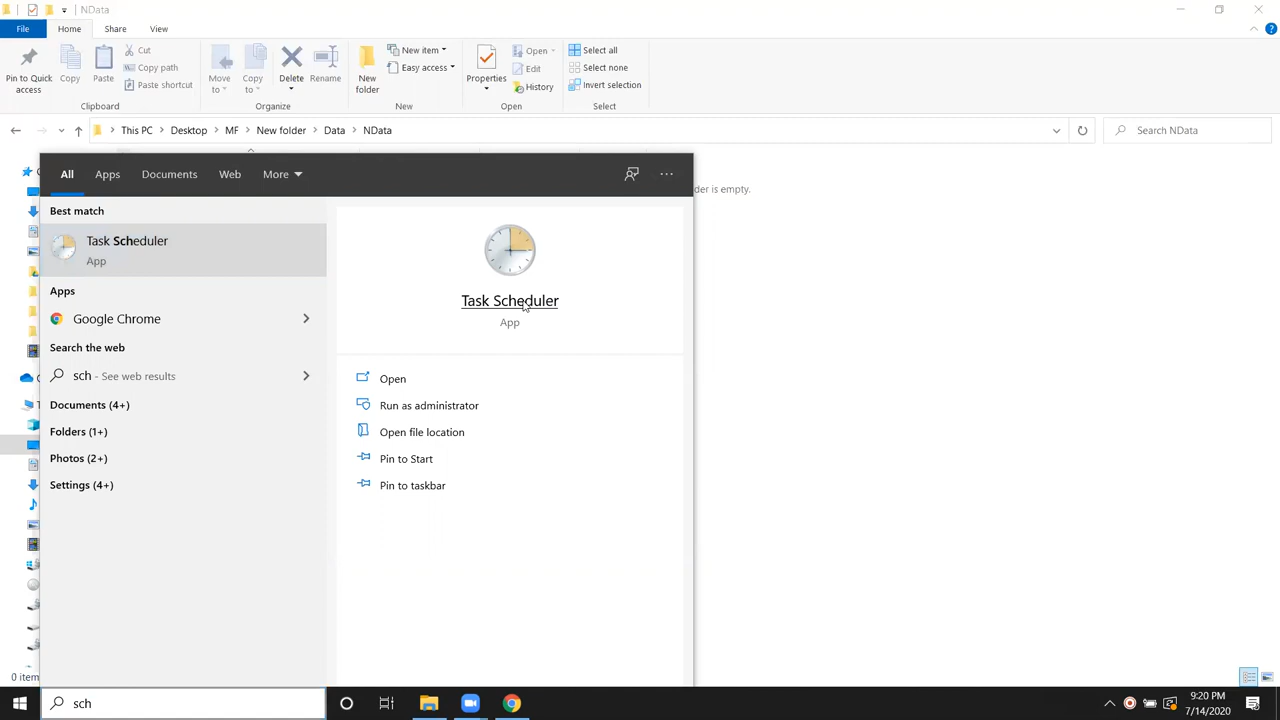 NData
File Home Share View
Pin to Quick access
Copy
Paste
Cut
Copy path
Paste shortcut
Clipboard
Move to
Copy to
Delete
Rename
Organize
New folder
New item
Easy access
New
Properties
Open
Edit
History
Open
Select all
Select none
Invert selection
Select
This PC Desktop MF New folder Data NData
Search NData
All Apps Documents Web More
der is empty.
Best match
Task Scheduler
App
Apps
Google Chrome
Search the web
sch - See web results
Documents (4+)
Folders (1+)
Photos (2+)
Settings (4+)
Task Scheduler
App
Open
Run as administrator
Open file location
Pin to Start
Pin to taskbar
0 item
sch
9:20 PM
7/14/2020